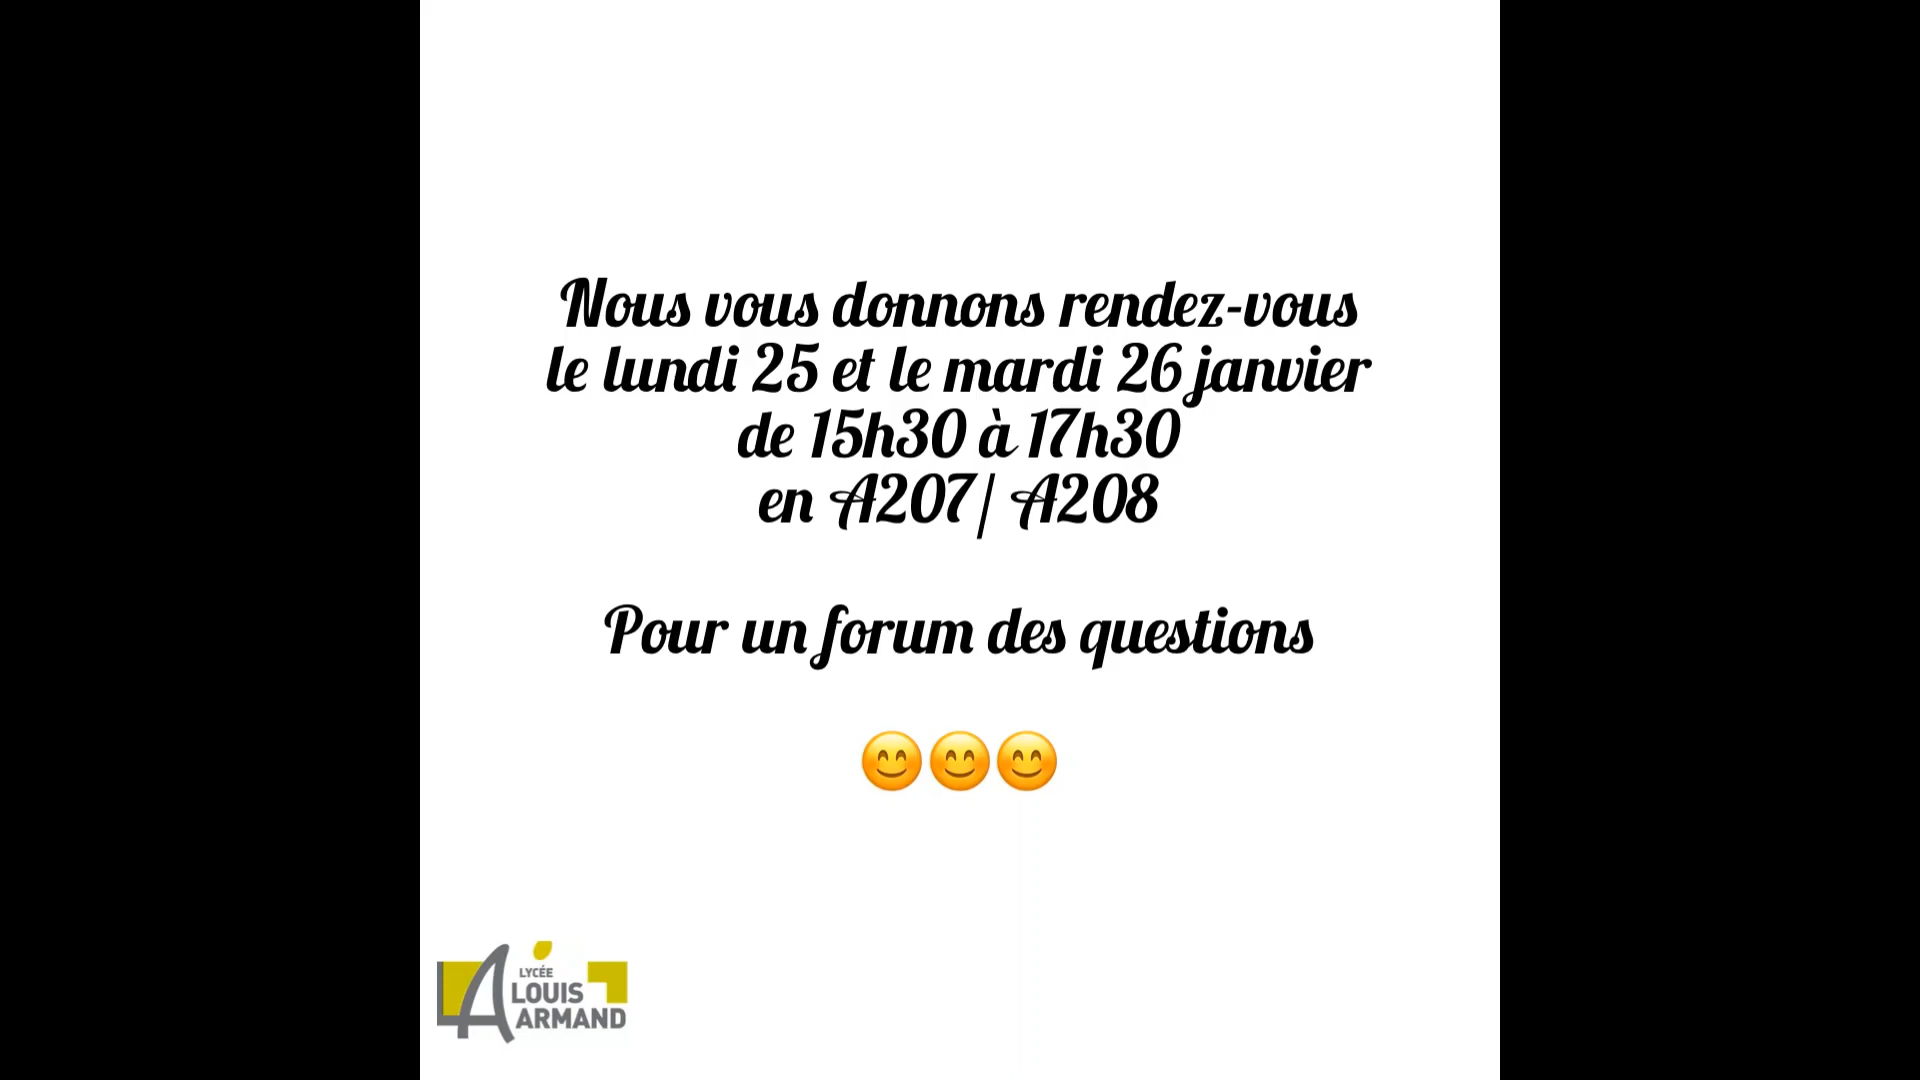 Nous vous donnons rendez-vous
le lundi 25 et le mardi 26 janvier
de 15h30 à 17h30
en A207/ A208
Pour un forum des questions
😊😊😊
LYCÉE
LOUIS
ARMAND